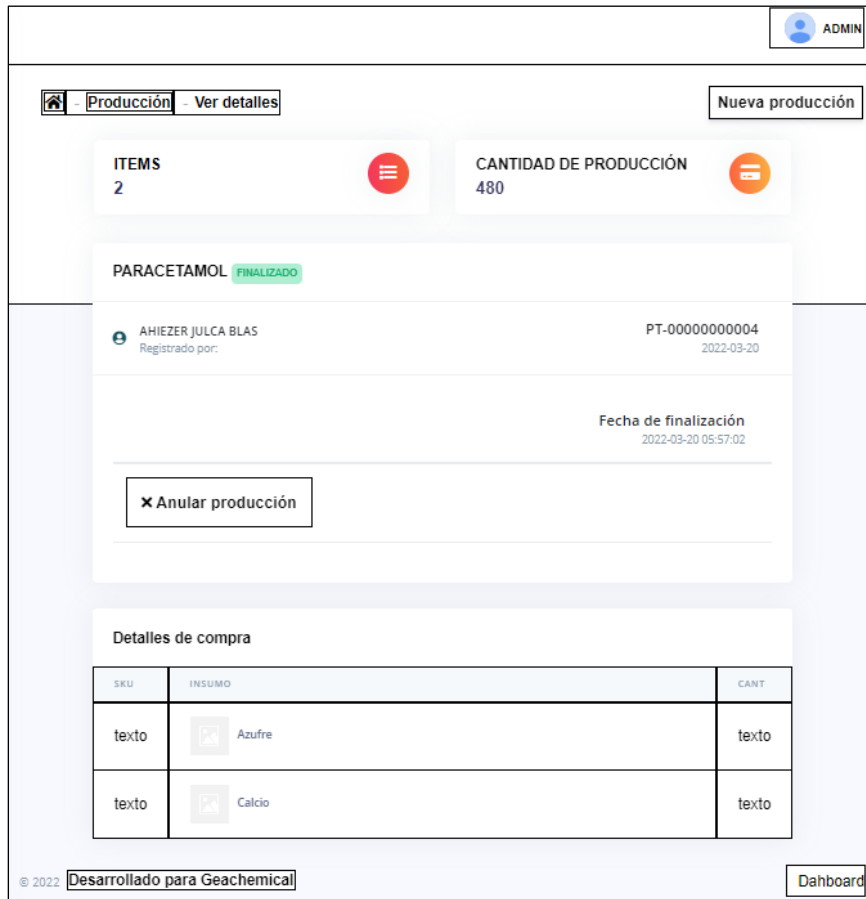 ADMIN
- Producción - Ver detalles
Nueva producción
ITEMS
2
CANTIDAD DE PRODUCCIÓN
480
PARACETAMOL FINALIZADO
AHIEZER JULCA BLAS
Registrado por:
PT-00000000004
2022-03-20
Fecha de finalización
2022-03-20 05:57:02
× Anular producción
Detalles de compra
SKU INSUMO CANT
texto Azufre texto
texto Calcio texto
© 2022 Desarrollado para Geachemical
Dahboard